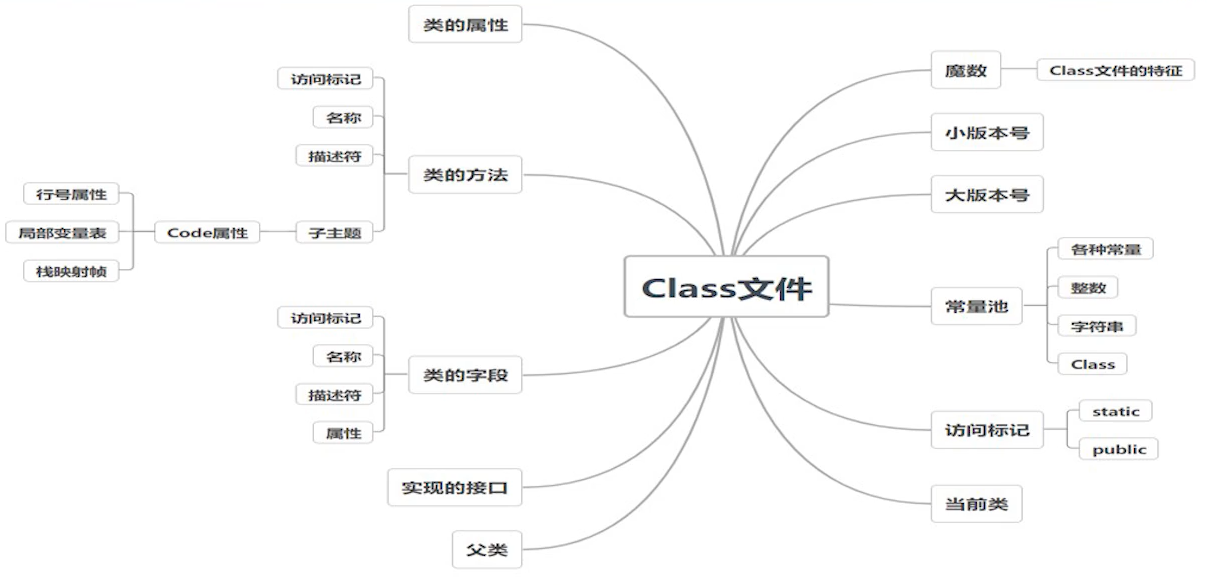 Class文件
魔数
Class文件的特征
小版本号
大版本号
常量池
各种常量
整数
字符串
Class
访问标记
static
public
当前类
父类
实现的接口
类的字段
访问标记
名称
描述符
属性
类的方法
访问标记
名称
描述符
子主题
Code属性
行号属性
局部变量表
栈映射帧
类的属性